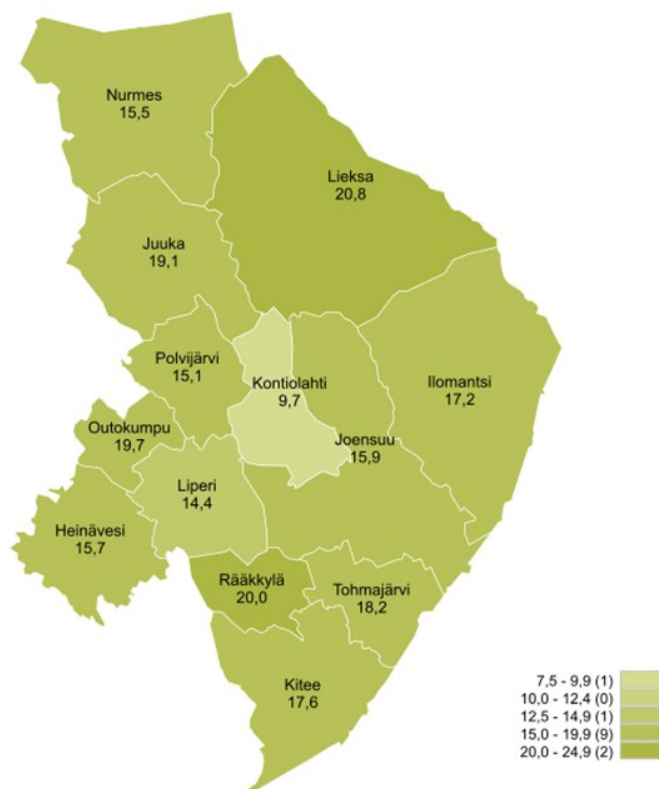 Nurmes
15,5
Lieksa
20,8
Juuka
19,1
Polvijärvi
15,1
Kontiolahti
9,7
Ilomantsi
17,2
Outokumpu
19,7
Joensuu
15,9
Liperi
14,4
Heinävesi
15,7
Rääkkylä
20,0
Tohmajärvi
18,2
Kitee
17,6
7,5 - 9,9 (1)
10,0 - 12,4 (0)
12,5 - 14,9 (1)
15,0 - 19,9 (9)
20,0 - 24,9 (2)